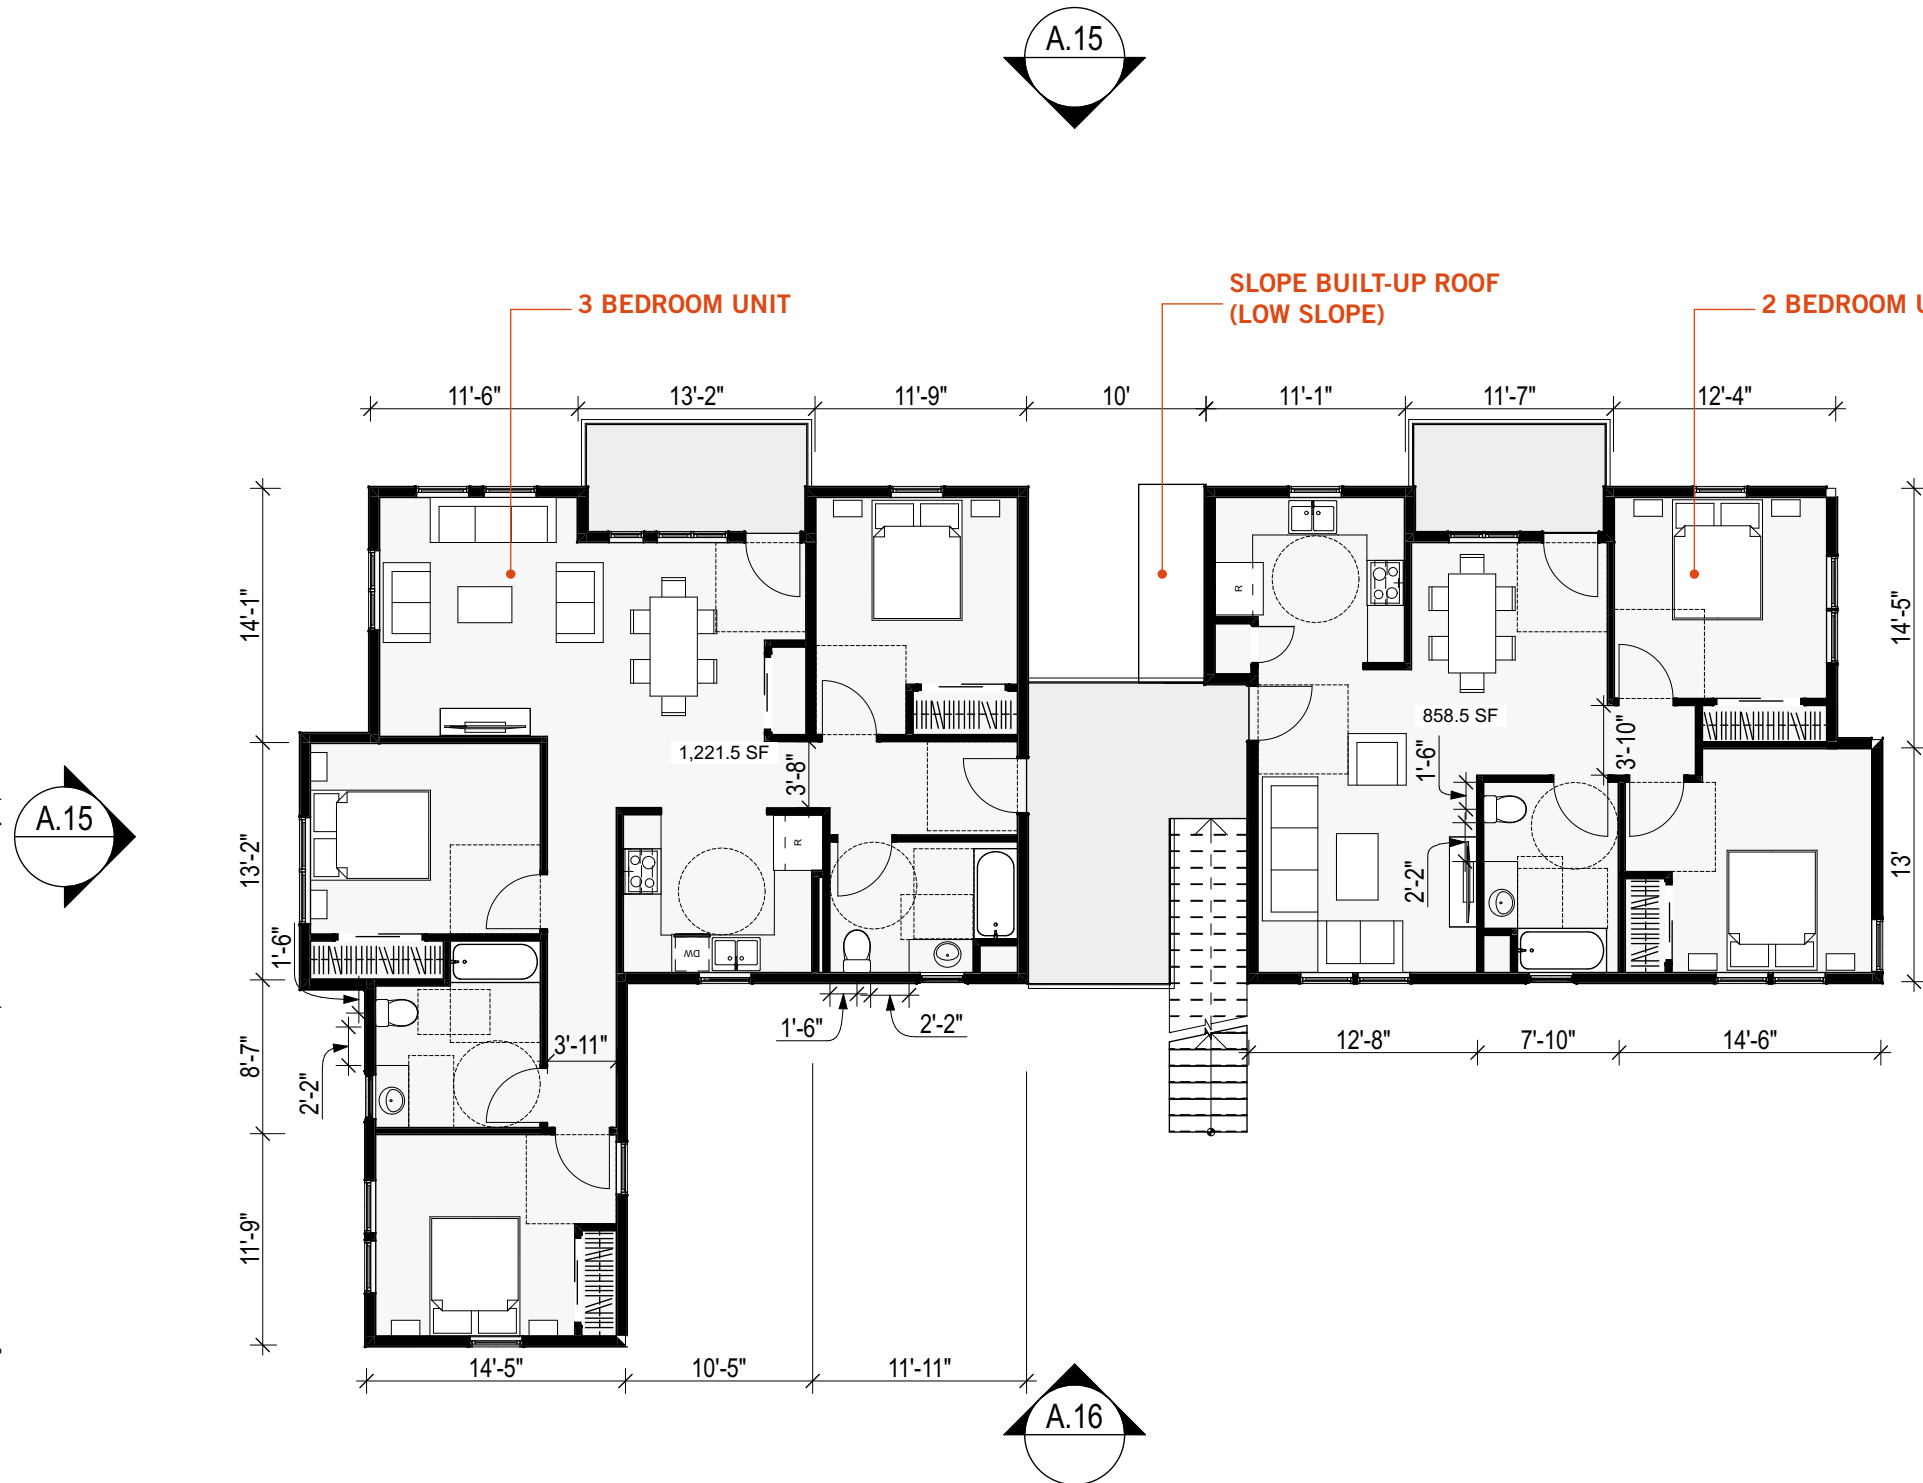 A.15
3 BEDROOM UNIT
SLOPE BUILT-UP ROOF
(LOW SLOPE)
2 BEDROOM
11'-6"
13'-2"
11'-9"
10'
11'-1"
11'-7"
12'-4"
14'-1"
R
R
14'-5"
858.5 SF
1,221.5 SF
3'-8"
1'-6"
3'-10"
A.15
13'-2"
2'-2"
13'
1'-6"
DW
1'-6"
2'-2"
8'-7"
2'-2"
3'-11"
12'-8"
7'-10"
14'-6"
11'-9"
14'-5"
10'-5"
11'-11"
A.16